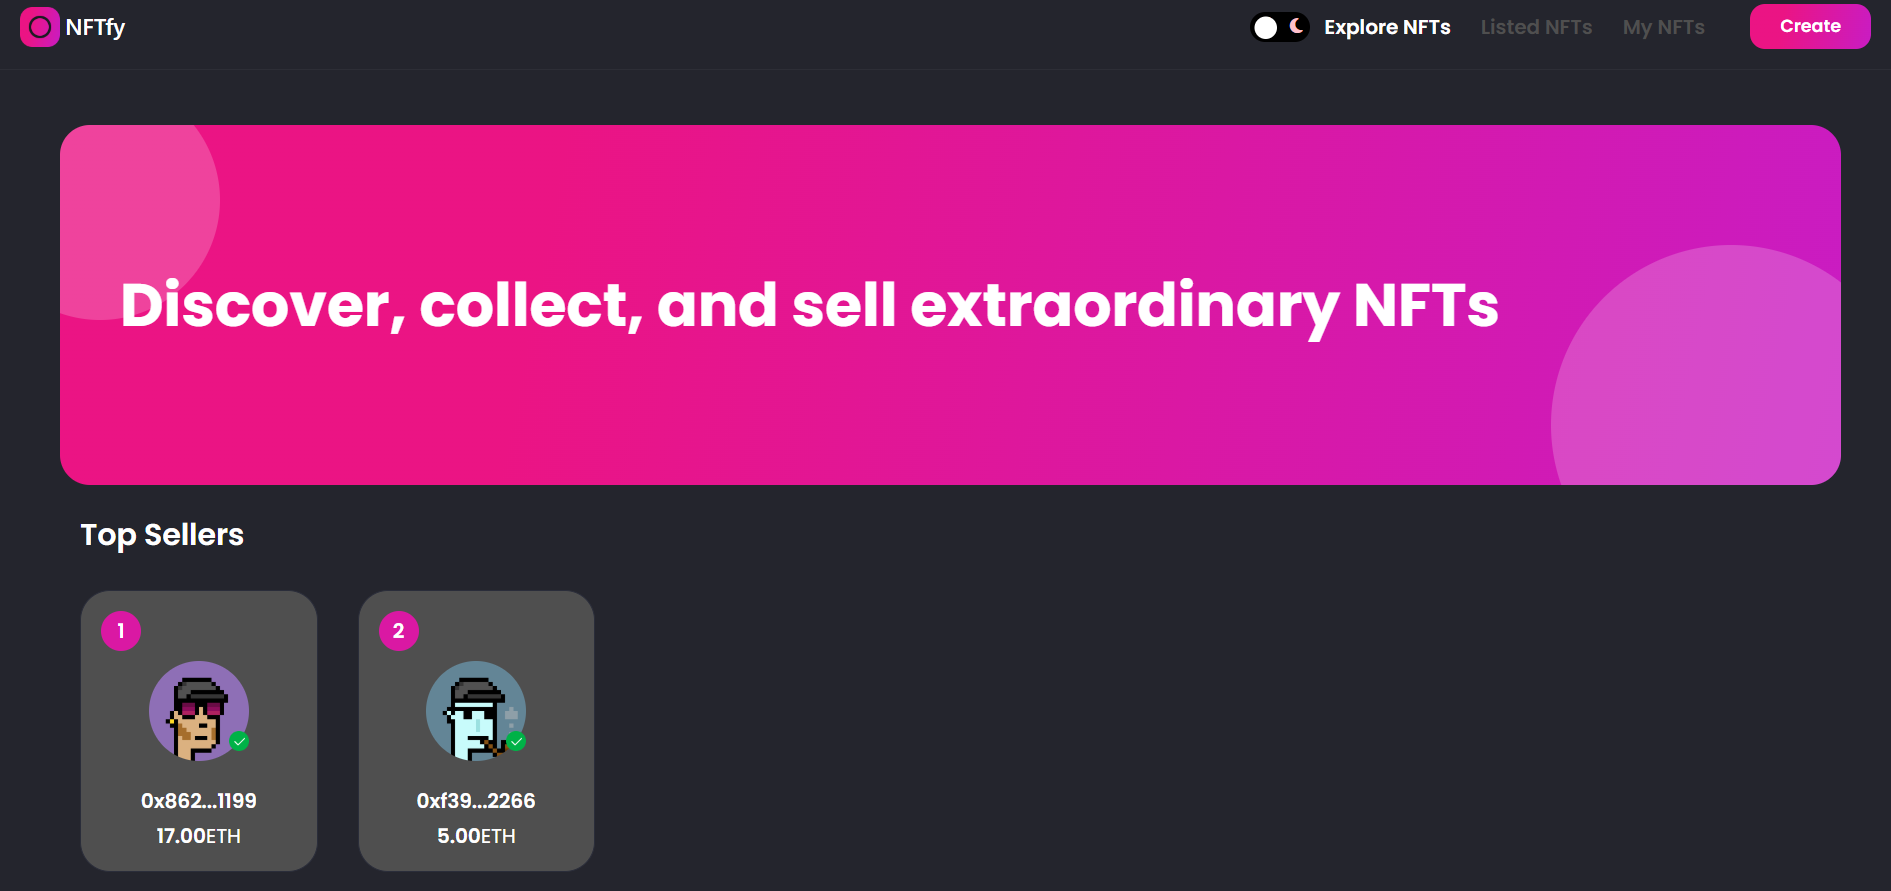 NFTfy
Explore NFTs
Listed NFTs
My NFTs
Create
Discover, collect, and sell extraordinary NFTs
Top Sellers
1
0x862...1199
17.00ETH
2
0xf39...2266
5.00ETH